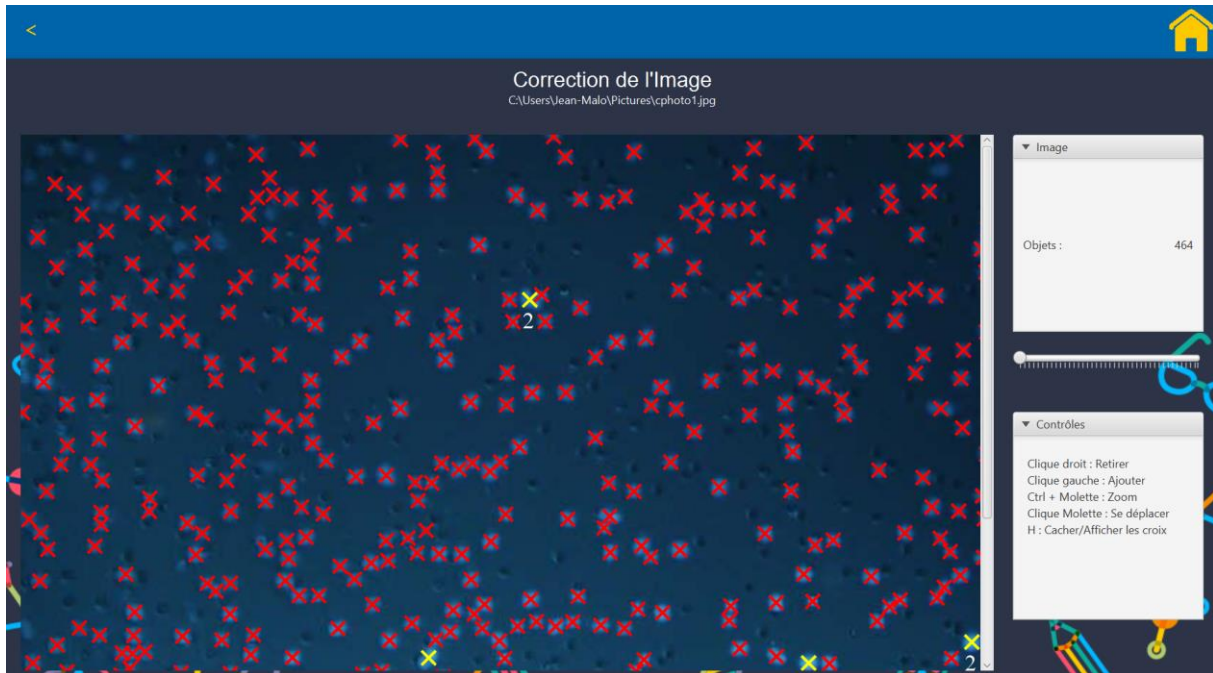 <
Correction de l'Image
C:\Users\Jean-Malo\Pictures\cphoto1.jpg
Image
Objets : 464
2
Contrôles
Clique droit : Retirer
Clique gauche : Ajouter
Ctrl + Molette : Zoom
Clique Molette : Se déplacer
H : Cacher/Afficher les croix
2